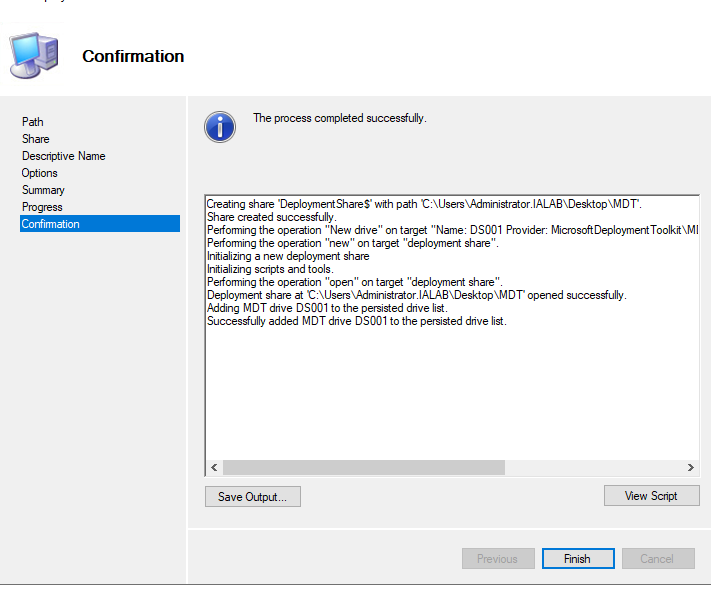 Confirmation
Path
Share
Descriptive Name
Options
Summary
Progress
Confirmation
The process completed successfully.
Creating share 'DeploymentShare$' with path 'C:\Users\Administrator.IALAB\Desktop\MDT'.
Share created successfully.
Performing the operation "New drive" on target "Name: DS001 Provider: MicrosoftDeploymentToolkit\MI
Performing the operation "new" on target "deployment share".
Initializing a new deployment share
Initializing scripts and tools.
Performing the operation "open" on target "deployment share".
Deployment share at 'C:\Users\Administrator.IALAB\Desktop\MDT' opened successfully.
Adding MDT drive DS001 to the persisted drive list.
Successfully added MDT drive DS001 to the persisted drive list.
Save Output...
View Script
Previous
Finish
Cancel